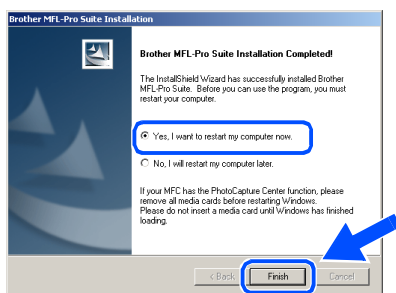 Brother MFL-Pro Suite Installation
Brother MFL-Pro Suite Installation Completed!
The InstallShield Wizard has successfully installed Brother
MFL-Pro Suite. Before you can use the program, you must
restart your computer.
Yes, I want to restart my computer now.
No, I will restart my computer later.
If your MFC has the PhotoCapture Center function, please
remove all media cards before restarting Windows.
Please do not insert a media card until Windows has finished
loading.
< Back Finish Cancel